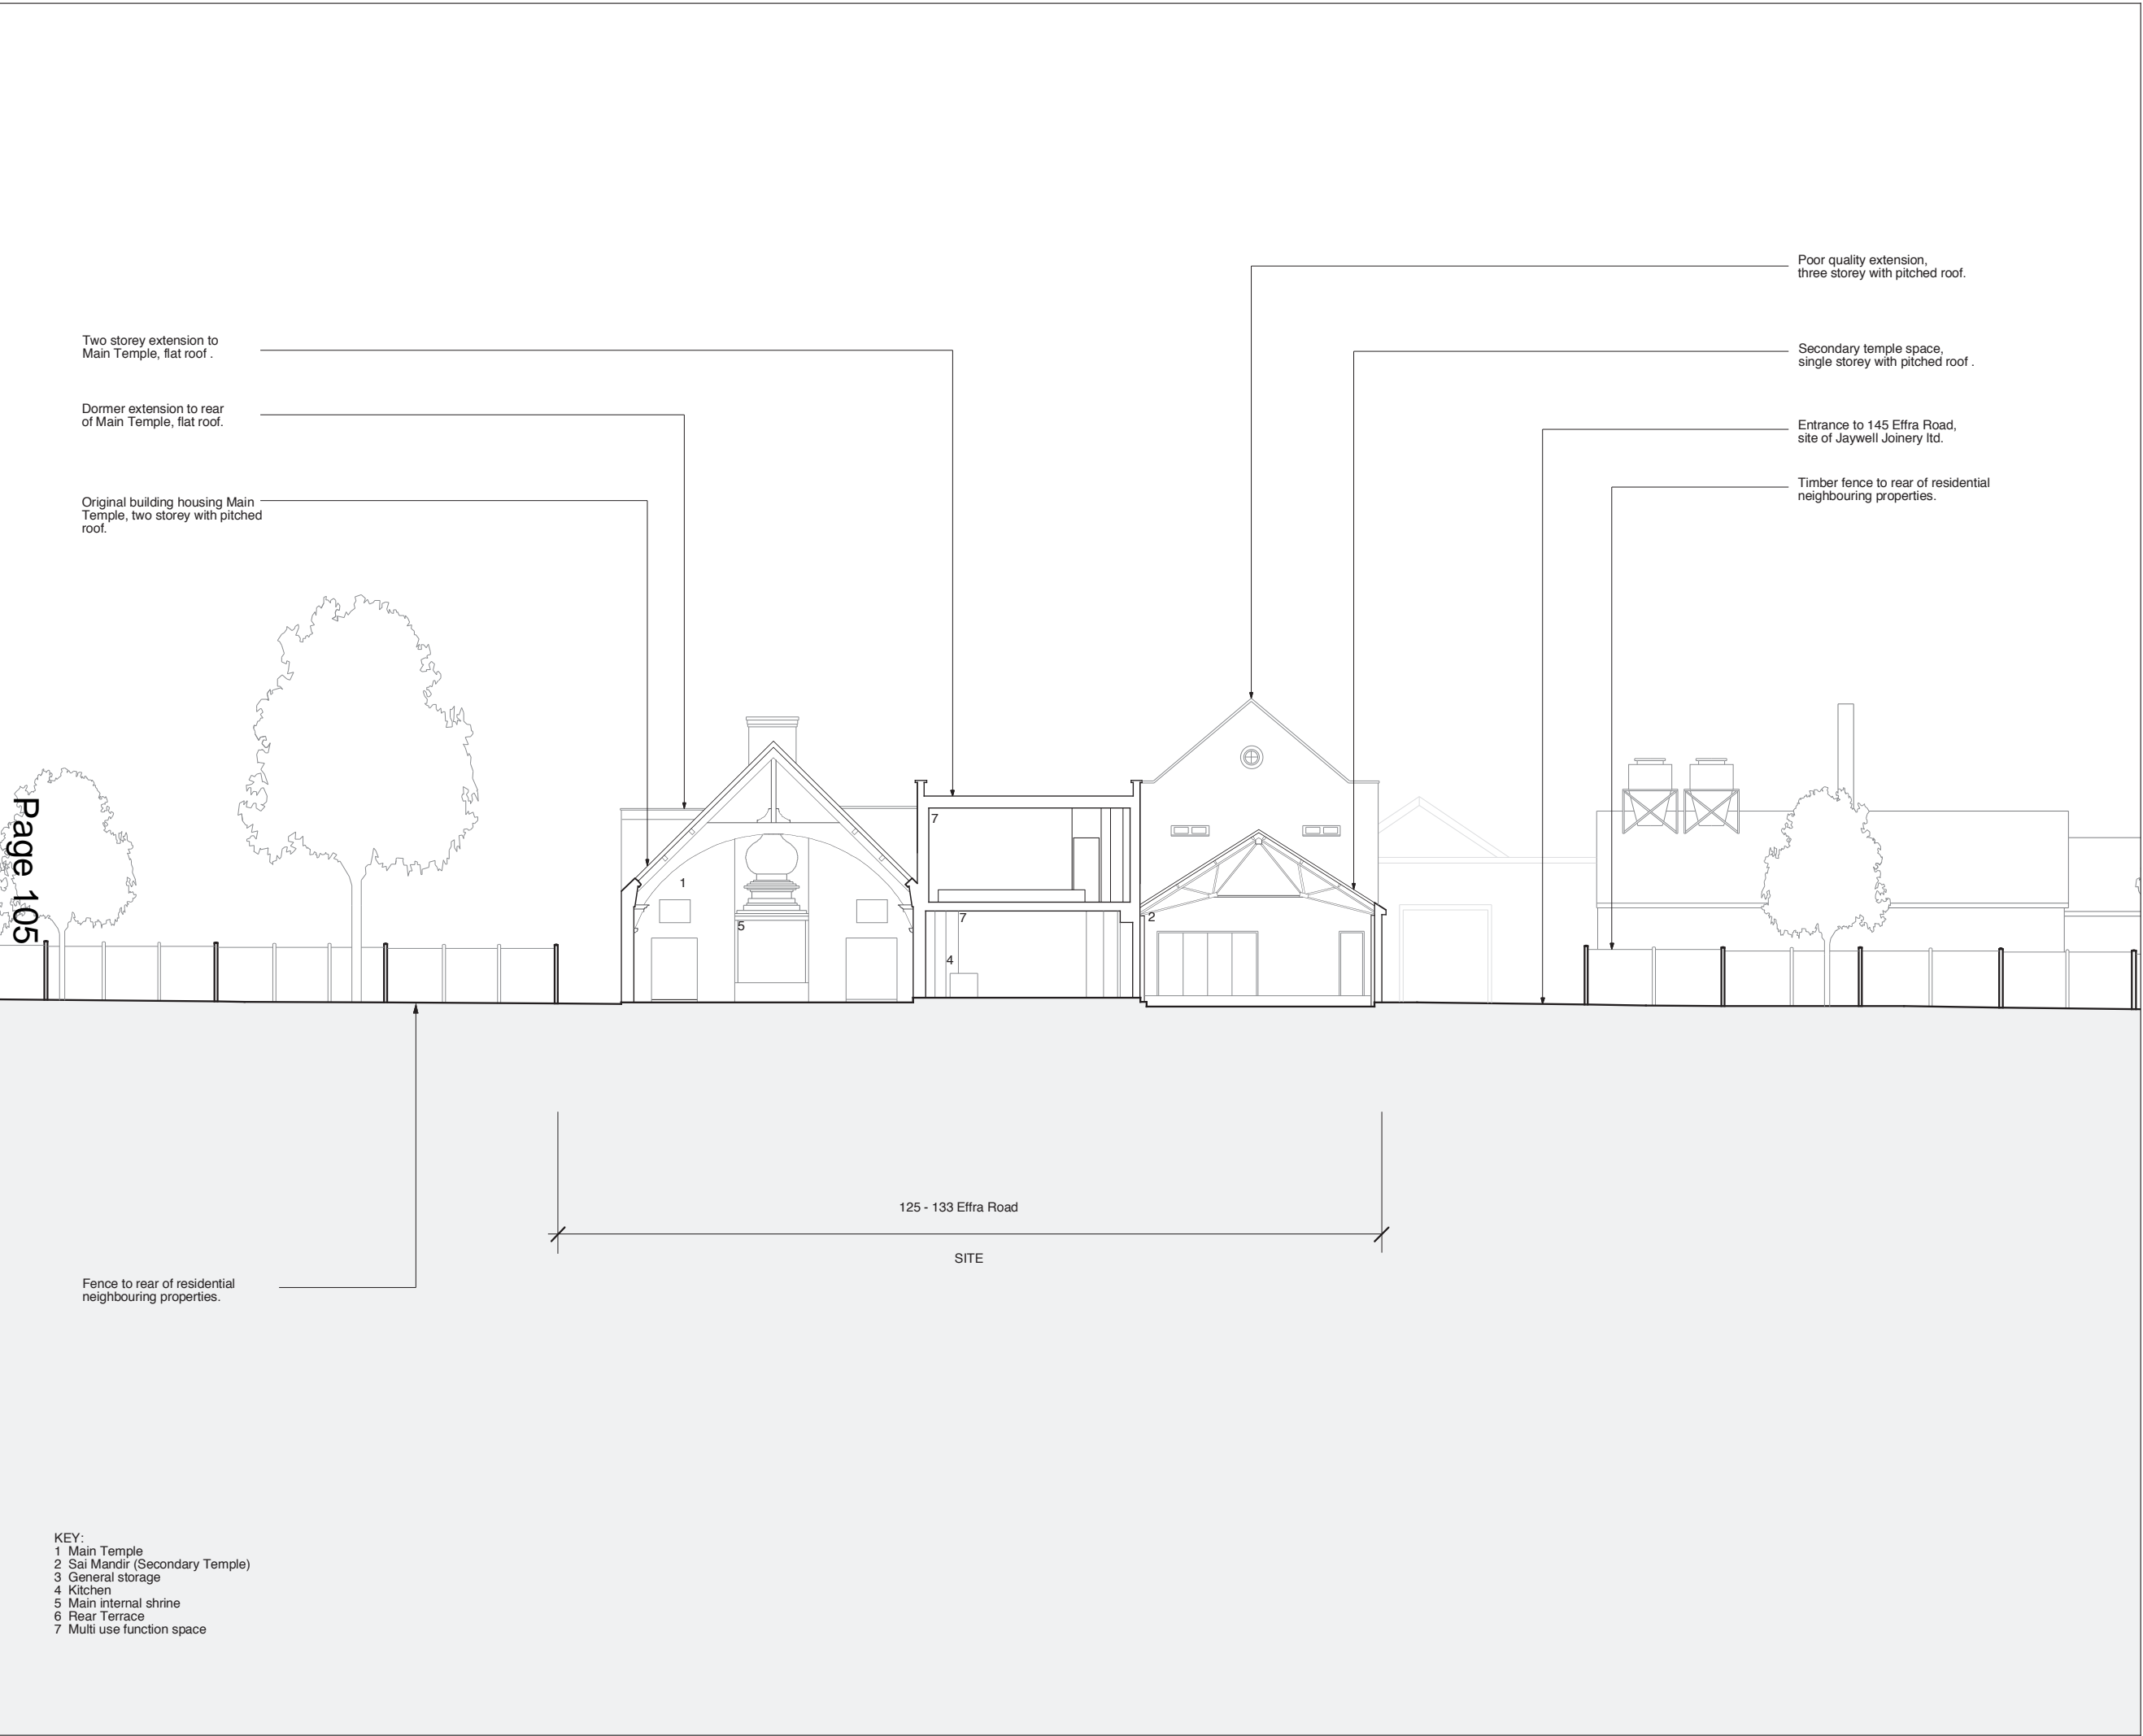 Poor quality extension,
three storey with pitched roof.
Two storey extension to
Main Temple, flat roof .
Secondary temple space,
single storey with pitched roof .
Dormer extension to rear
of Main Temple, flat roof.
Entrance to 145 Effra Road,
site of Jaywell Joinery ltd.
Timber fence to rear of residential
neighbouring properties.
Original building housing Main
Temple, two storey with pitched
roof.
Page 105
7
1
7
2
5
4
125 - 133 Effra Road
SITE
Fence to rear of residential
neighbouring properties.
KEY:
1 Main Temple
2 Sai Mandir (Secondary Temple)
3 General storage
4 Kitchen
5 Main internal shrine
6 Rear Terrace
7 Multi use function space